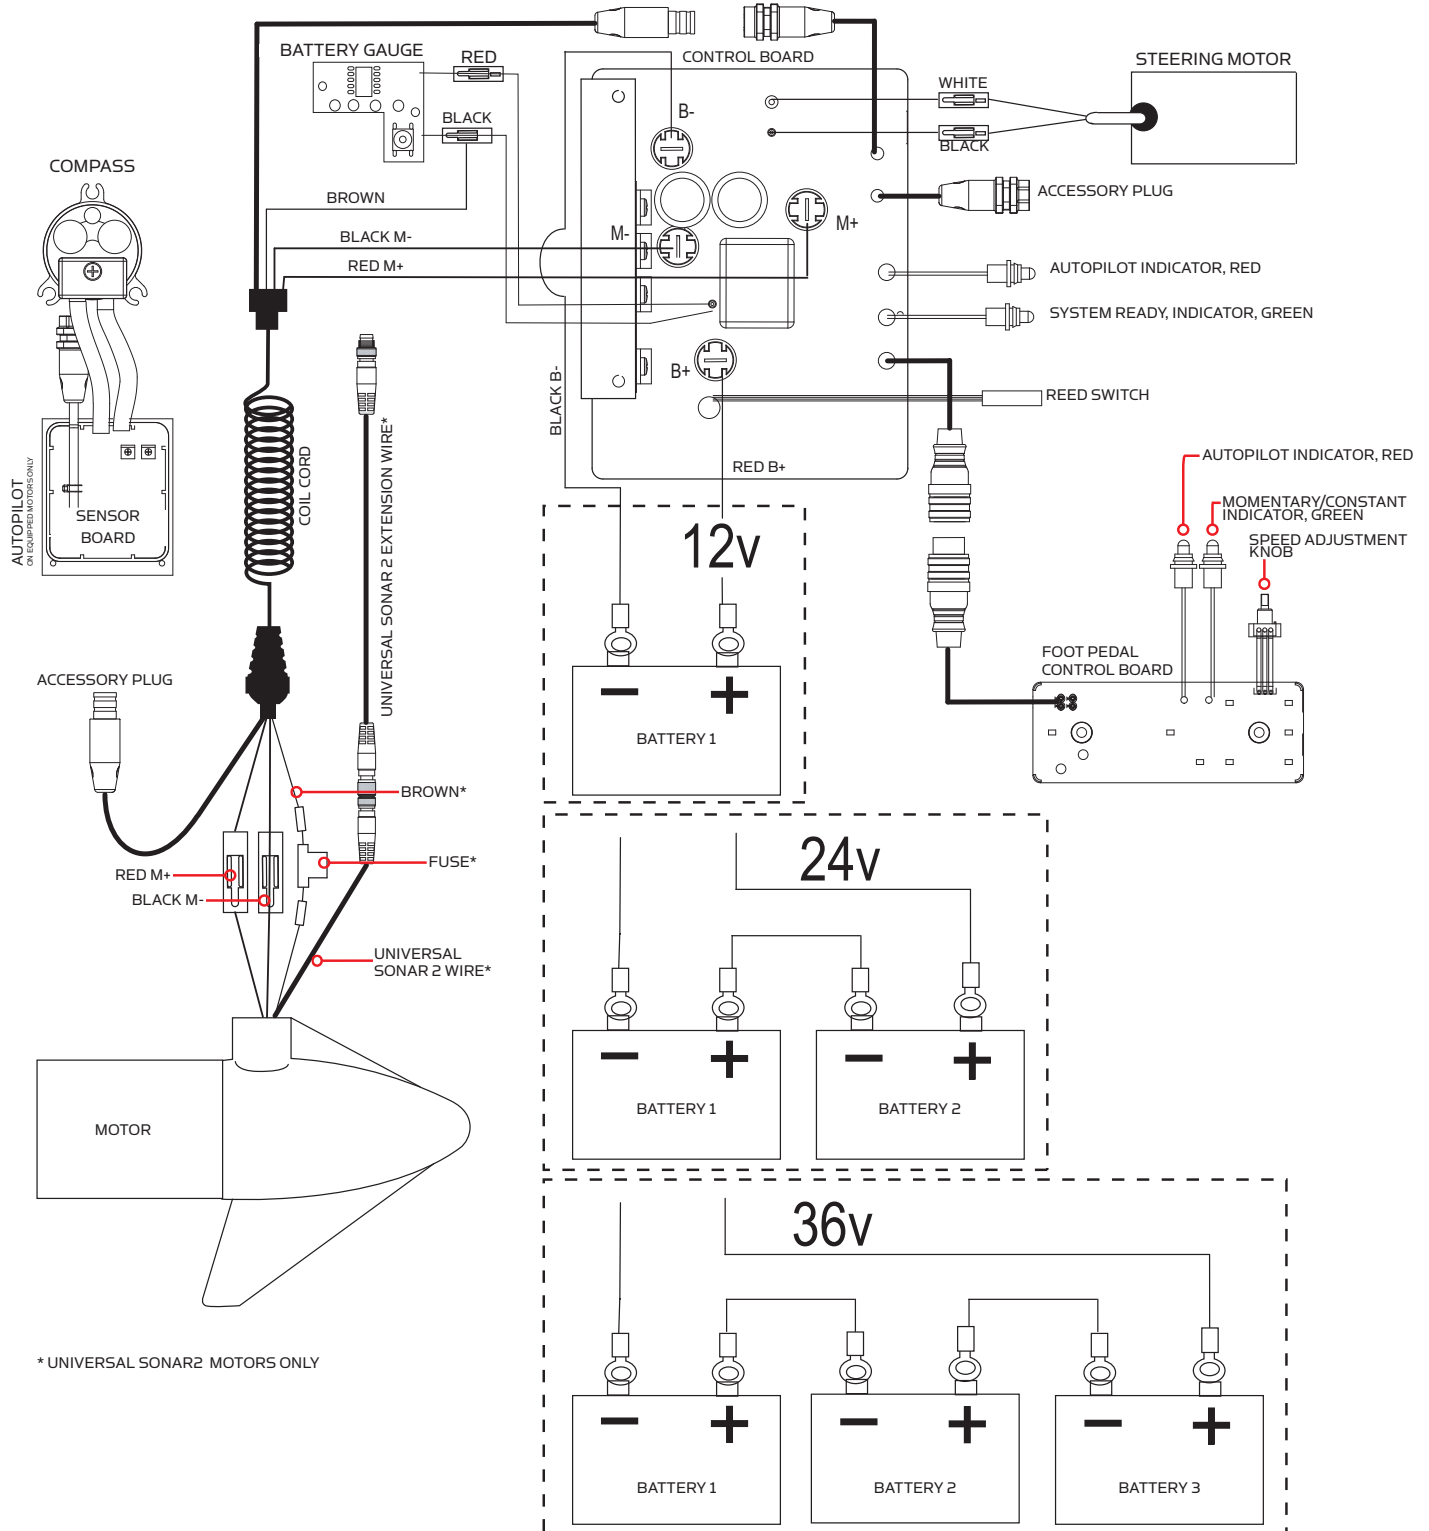 BATTERY GAUGE
RED
CONTROL BOARD
STEERING MOTOR
WHITE
B-
BLACK
BLACK
COMPASS
ACCESSORY PLUG
BROWN
M+
M-
BLACK M-
RED M+
AUTOPILOT INDICATOR, RED
SYSTEM READY, INDICATOR, GREEN
B+
BLACK B-
REED SWITCH
UNIVERSAL SONAR 2 EXTENSION WIRE*
COIL CORD
RED B+
AUTOPILOT INDICATOR, RED
AUTOPILOT
ON EQUIPPED MOTORS ONLY
SENSOR
BOARD
MOMENTARY/CONSTANT
INDICATOR, GREEN
SPEED ADJUSTMENT
KNOB
12v
FOOT PEDAL
CONTROL BOARD
ACCESSORY PLUG
BATTERY 1
BROWN*
24v
FUSE*
RED M+
BLACK M-
UNIVERSAL
SONAR 2 WIRE*
BATTERY 1
BATTERY 2
MOTOR
36v
* UNIVERSAL SONAR2 MOTORS ONLY
BATTERY 1
BATTERY 2
BATTERY 3